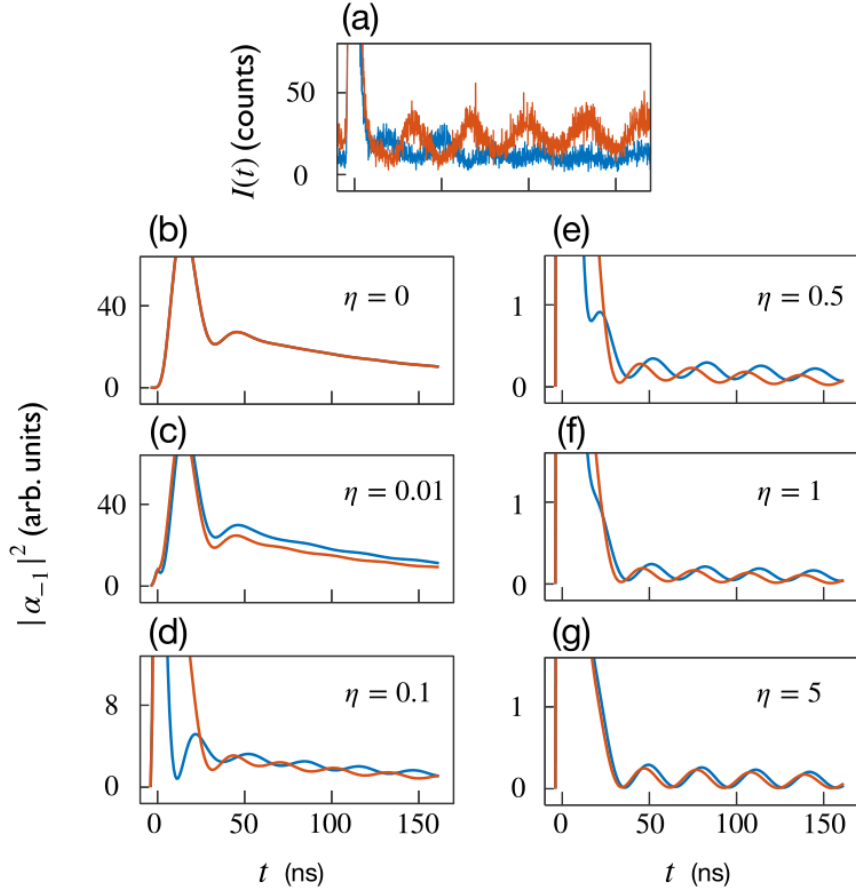 (a)
I(t) (counts)
50
0
(b)
40
0
η = 0
(c)
40
0
η = 0.01
(d)
8
0
η = 0.1
0 50 100 150
t (ns)
|α₋₁|² (arb. units)
(e)
1
0
η = 0.5
(f)
1
0
η = 1
(g)
1
0
η = 5
0 50 100 150
t (ns)